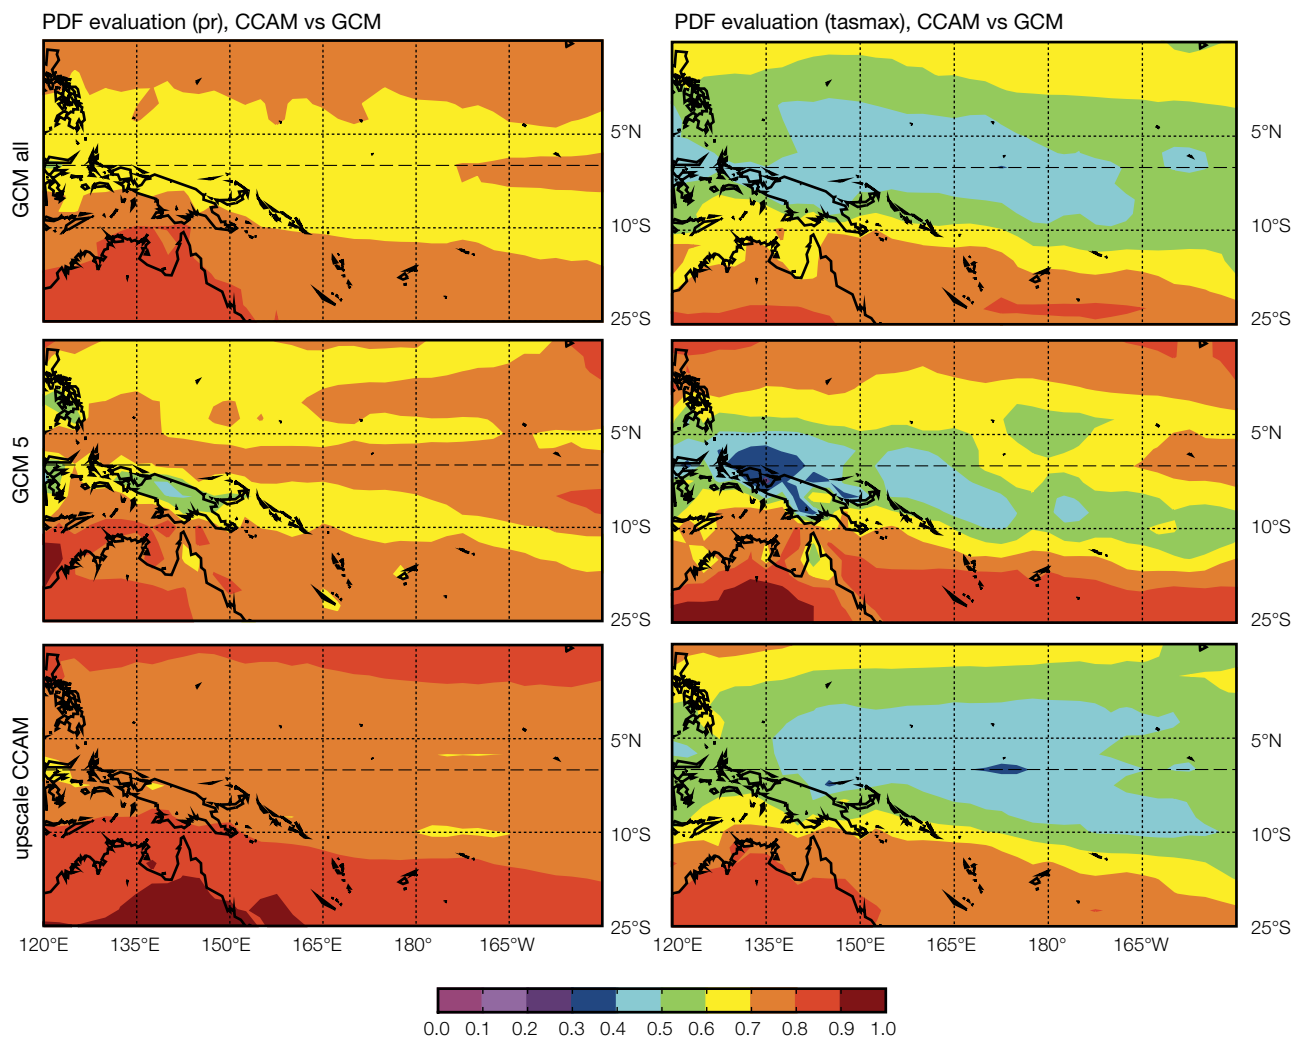 PDF evaluation (pr), CCAM vs GCM
PDF evaluation (tasmax), CCAM vs GCM
GCM all
5°N
10°S
25°S
5°N
10°S
25°S
GCM 5
5°N
10°S
25°S
5°N
10°S
25°S
upscale CCAM
5°N
10°S
25°S
5°N
10°S
25°S
120°E 135°E 150°E 165°E 180° 165°W
120°E 135°E 150°E 165°E 180° 165°W
0.0 0.1 0.2 0.3 0.4 0.5 0.6 0.7 0.8 0.9 1.0